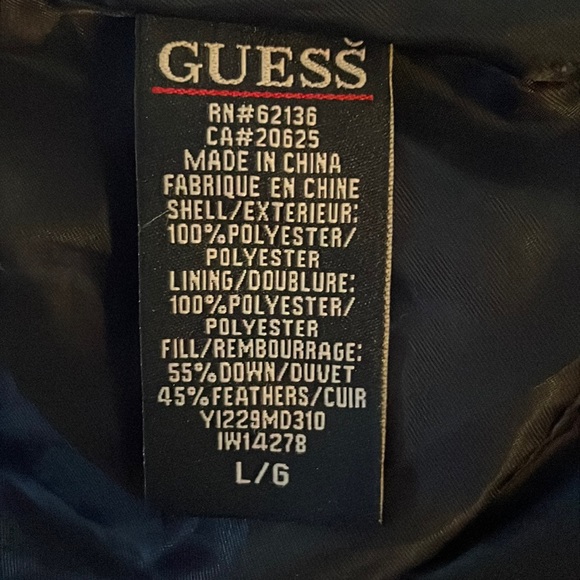 GUESS
RN#62136
CA#20625
MADE IN CHINA
FABRIQUE EN CHINE
SHELL/EXTERIEUR:
100%POLYESTER/
POLYESTER
LINING/DOUBLURE:
100%POLYESTER/
POLYESTER
FILL/REMBOURRAGE:
55%DOWN/DUVET
45%FEATHERS/CUIR
YI229MD310
IW14278
L/G